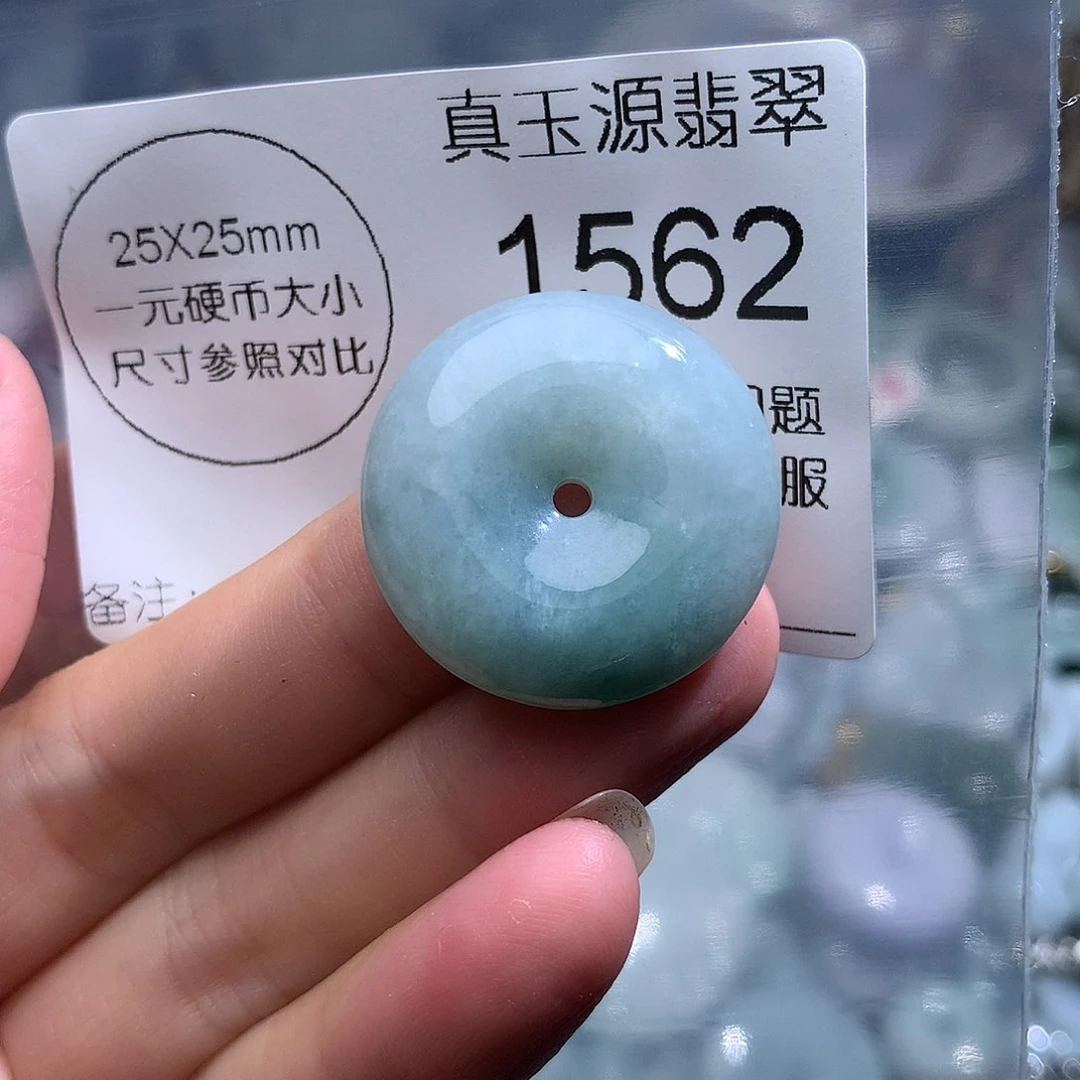 真玉源翡翠
1562
25X25mm
一元硬币大小
尺寸参照对比
题
服
备注: